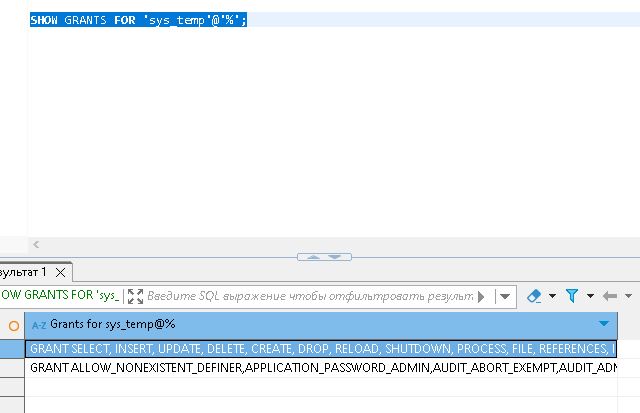 SHOW GRANTS FOR 'sys_temp'@'%';
зультат 1
OW GRANTS FOR 'sys_
Введите SQL выражение чтобы отфильтровать результ
A-Z Grants for sys_temp@%
GRANT SELECT, INSERT, UPDATE, DELETE, CREATE, DROP, RELOAD, SHUTDOWN, PROCESS, FILE, REFERENCES, I
GRANT ALLOW_NONEXISTENT_DEFINER,APPLICATION_PASSWORD_ADMIN,AUDIT_ABORT_EXEMPT,AUDIT_ADM